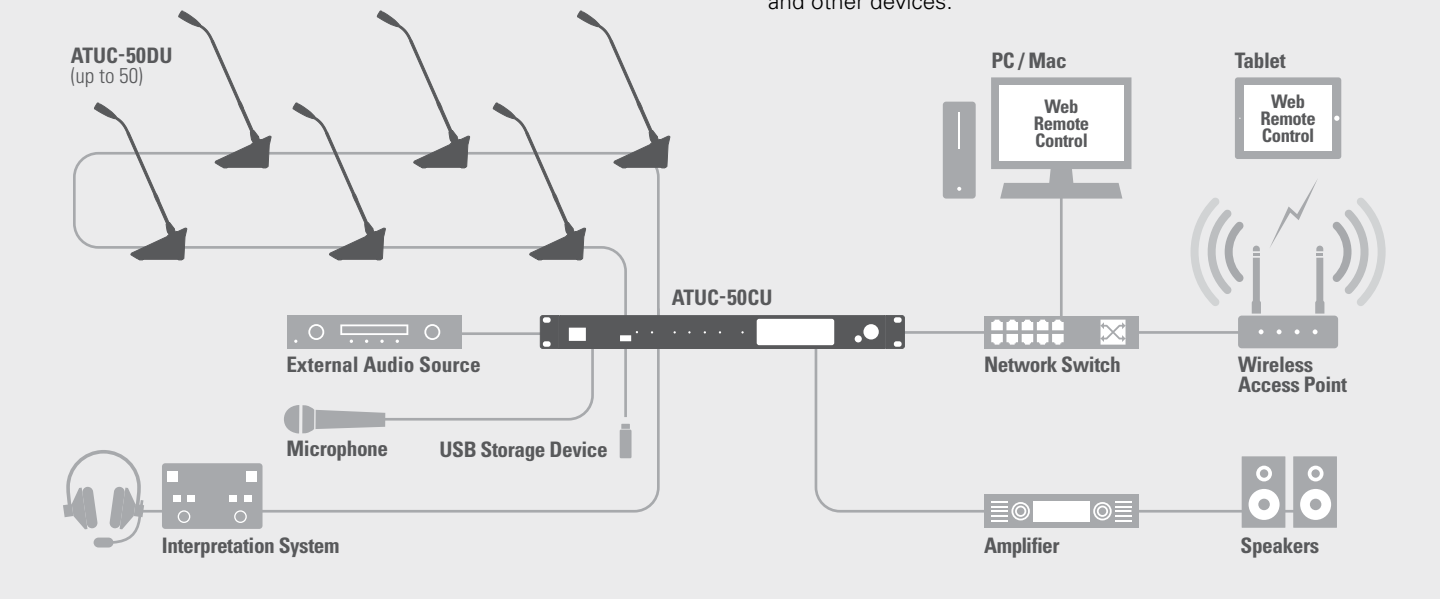 and other devices.
ATUC-50DU
(up to 50)
PC / Mac
Web
Remote
Control
Tablet
Web
Remote
Control
ATUC-50CU
External Audio Source
Network Switch
Wireless
Access Point
Microphone
USB Storage Device
Interpretation System
Amplifier
Speakers